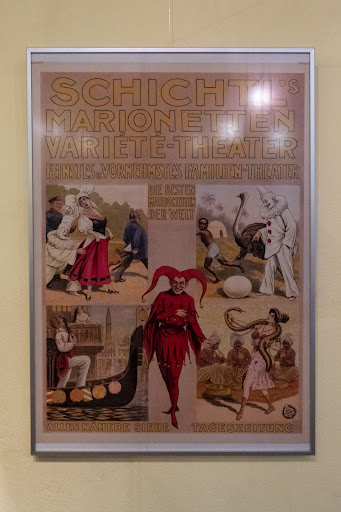 SCHICHTL'S
MARIONETTEN
VARIÉTÉ-THEATER
FEINSTES u. VORNEHMSTES FAMILIEN-THEATER
DIE BESTEN
MARIONETTEN
DER WELT
ALLES NÄHERE SIEHE TAGESZEITUNG